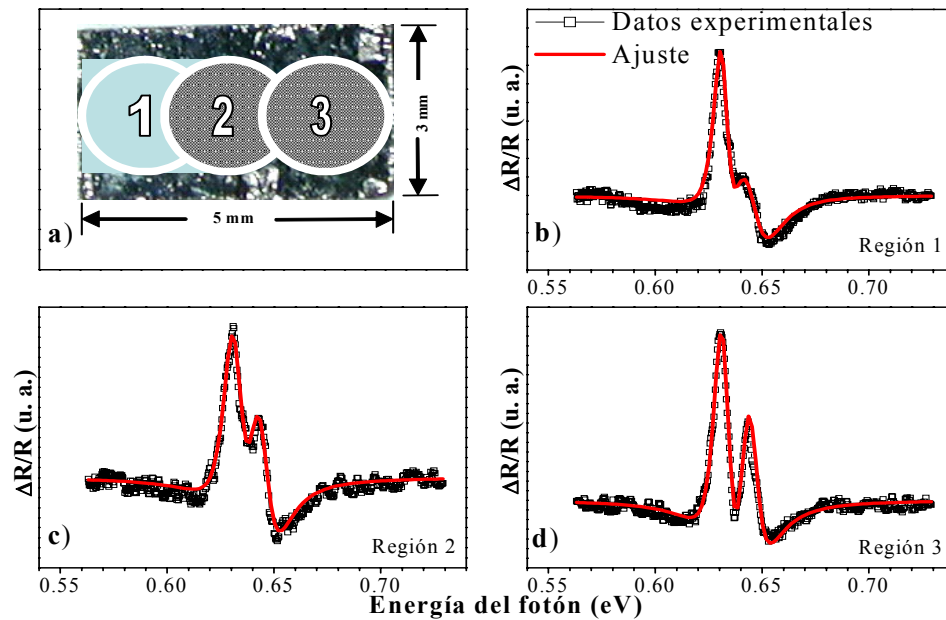 1
2
3
3 mm
5 mm
a)
Datos experimentales
Ajuste
ΔR/R (u. a.)
b)
Región 1
0.55 0.60 0.65 0.70
ΔR/R (u. a.)
c)
Región 2
0.55 0.60 0.65 0.70
ΔR/R (u. a.)
d)
Región 3
0.55 0.60 0.65 0.70
Energía del fotón (eV)